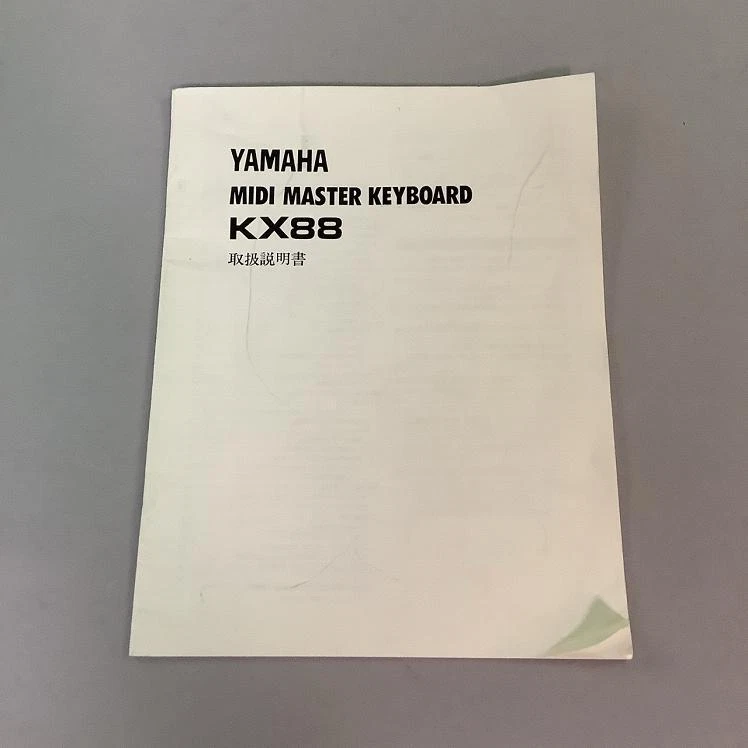 YAMAHA
MIDI MASTER KEYBOARD
KX88
取扱説明書